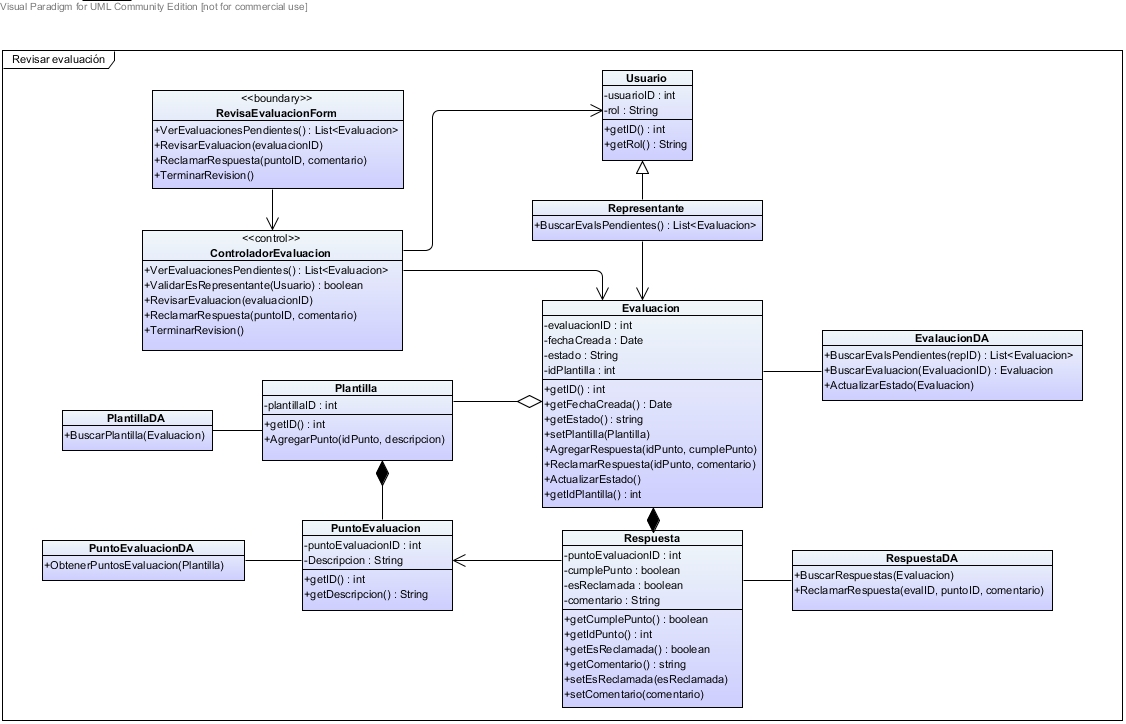 Visual Paradigm for UML Community Edition [not for commercial use]
Revisar evaluación
<<boundary>>
RevisaEvaluacionForm
+VerEvaluacionesPendientes() : List<Evaluacion>
+RevisarEvaluacion(evaluacionID)
+ReclamarRespuesta(puntoID, comentario)
+TerminarRevision()
Usuario
-usuarioID : int
-rol : String
+getID() : int
+getRol() : String
Representante
+BuscarEvalsPendientes() : List<Evaluacion>
<<control>>
ControladorEvaluacion
+VerEvaluacionesPendientes() : List<Evaluacion>
+ValidarEsRepresentante(Usuario) : boolean
+RevisarEvaluacion(evaluacionID)
+ReclamarRespuesta(puntoID, comentario)
+TerminarRevision()
Evaluacion
-evaluacionID : int
-fechaCreada : Date
-estado : String
-idPlantilla : int
+getID() : int
+getFechaCreada() : Date
+getEstado() : string
+setPlantilla(Plantilla)
+AgregarRespuesta(idPunto, cumplePunto)
+ReclamarRespuesta(idPunto, comentario)
+ActualizarEstado()
+getIdPlantilla() : int
EvalaucionDA
+BuscarEvalsPendientes(repID) : List<Evaluacion>
+BuscarEvaluacion(EvaluacionID) : Evaluacion
+ActualizarEstado(Evaluacion)
Plantilla
-plantillaID : int
+getID() : int
+AgregarPunto(idPunto, descripcion)
PlantillaDA
+BuscarPlantilla(Evaluacion)
PuntoEvaluacion
-puntoEvaluacionID : int
-Descripcion : String
+getID() : int
+getDescripcion() : String
PuntoEvaluacionDA
+ObtenerPuntosEvaluacion(Plantilla)
Respuesta
-puntoEvaluacionID : int
-cumplePunto : boolean
-esReclamada : boolean
-comentario : String
+getCumplePunto() : boolean
+getIdPunto() : int
+getEsReclamada() : boolean
+getComentario() : string
+setEsReclamada(esReclamada)
+setComentario(comentario)
RespuestaDA
+BuscarRespuestas(Evaluacion)
+ReclamarRespuesta(evalID, puntoID, comentario)